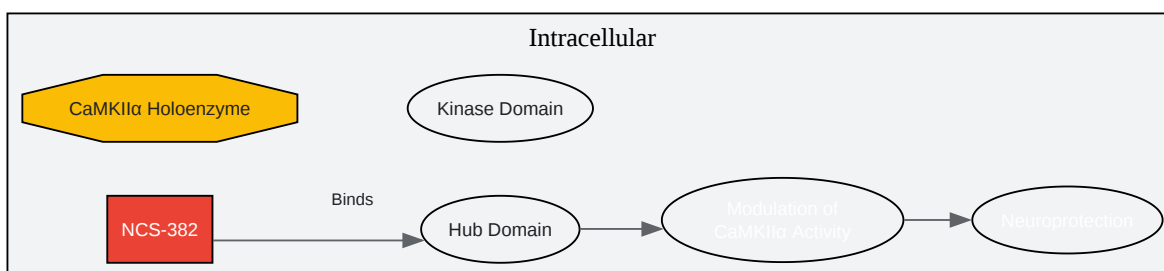 Intracellular
CaMKIIα Holoenzyme
Kinase Domain
Binds
NCS-382
Hub Domain
Modulation of
CaMKIIα Activity
Neuroprotection